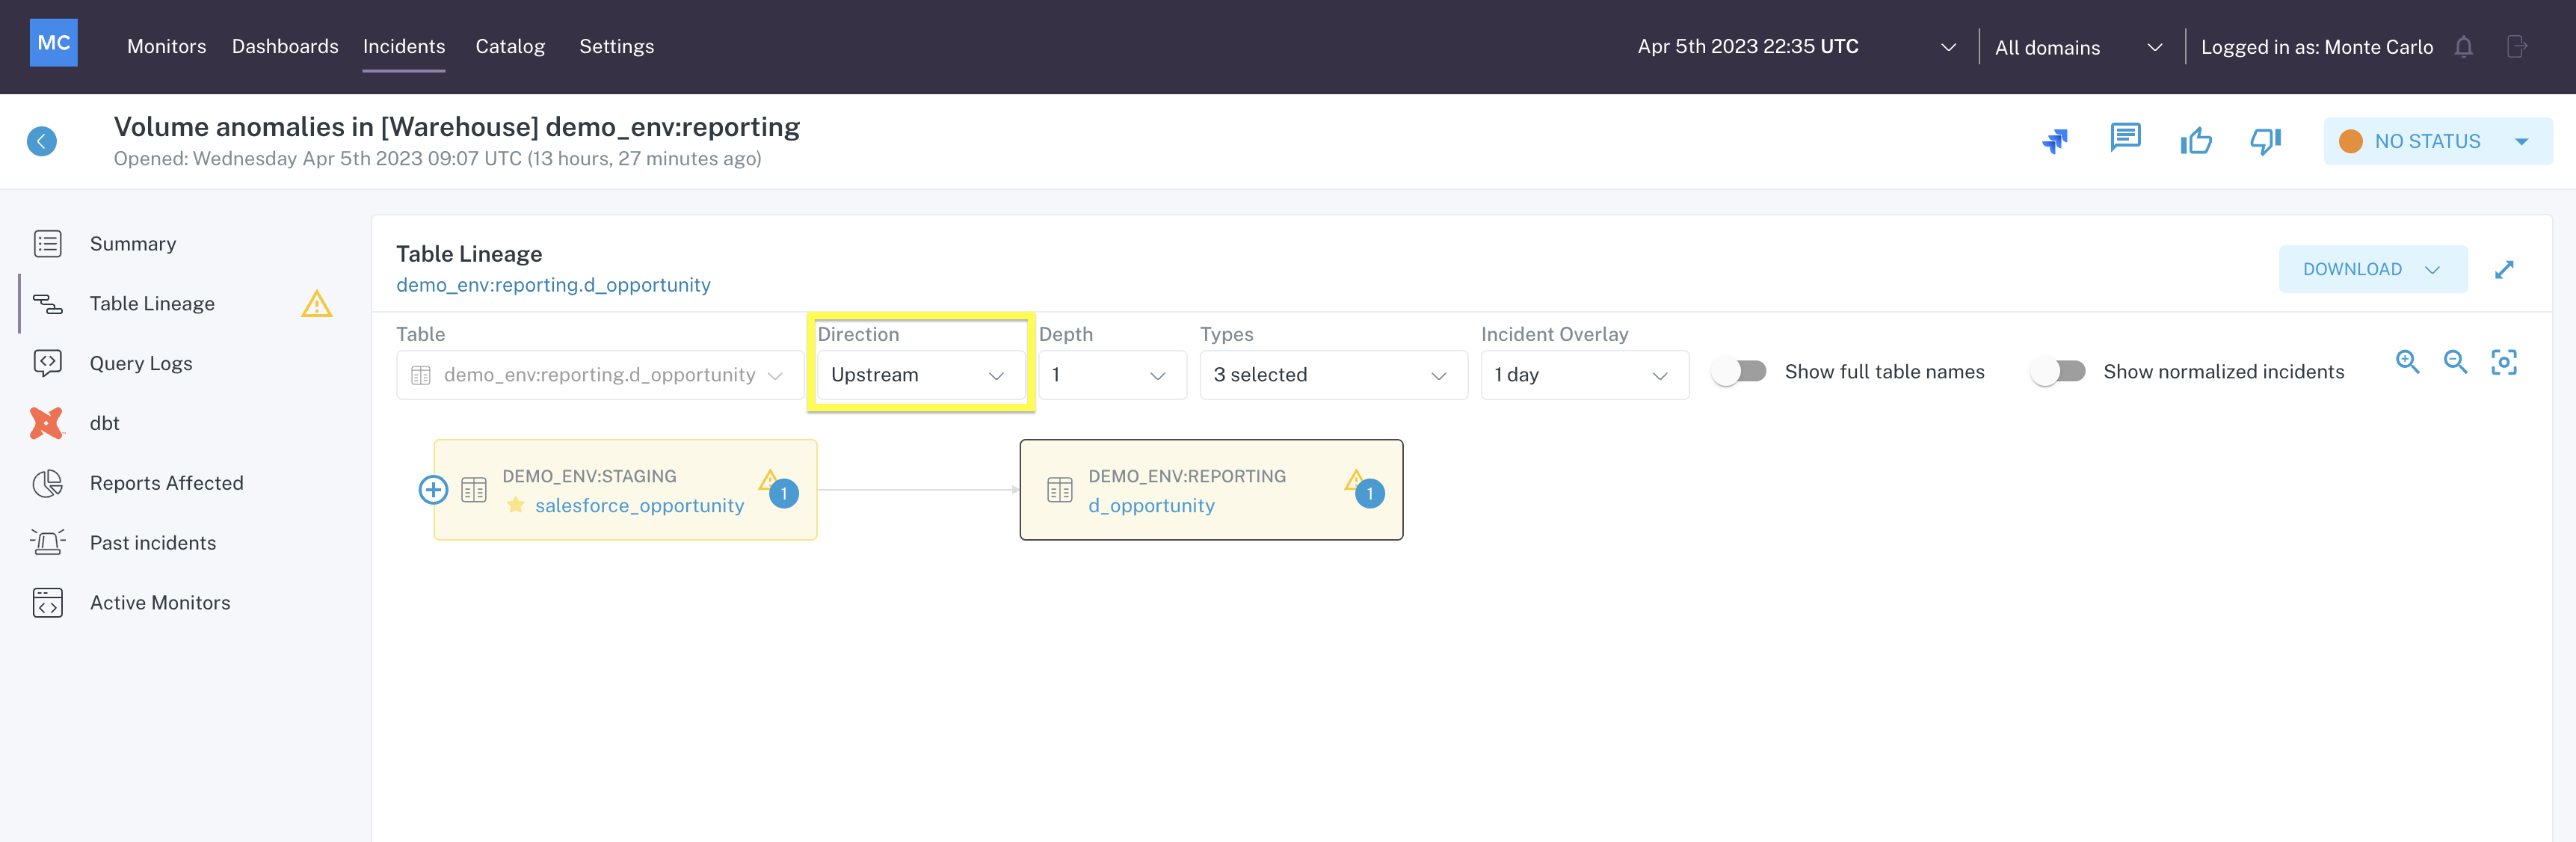 MC
Monitors Dashboards Incidents Catalog Settings
Apr 5th 2023 22:35 UTC All domains Logged in as: Monte Carlo
Volume anomalies in [Warehouse] demo_env:reporting
Opened: Wednesday Apr 5th 2023 09:07 UTC (13 hours, 27 minutes ago)
NO STATUS
Summary
Table Lineage
Query Logs
dbt
Reports Affected
Past incidents
Active Monitors
Table Lineage
demo_env:reporting.d_opportunity
DOWNLOAD
Table Direction Depth Types Incident Overlay
demo_env:reporting.d_opportunity Upstream 1 3 selected 1 day Show full table names Show normalized incidents
DEMO_ENV:STAGING
salesforce_opportunity 1
DEMO_ENV:REPORTING
d_opportunity 1